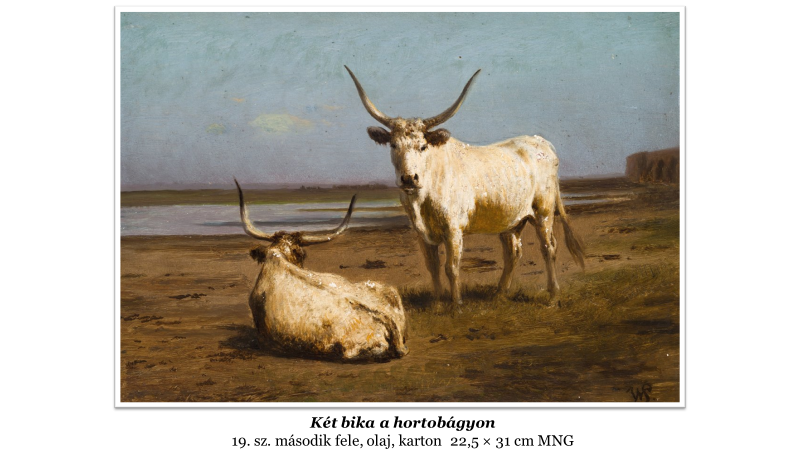 Két bika a hortobágyon
19. sz. második fele, olaj, karton 22,5 × 31 cm MNG